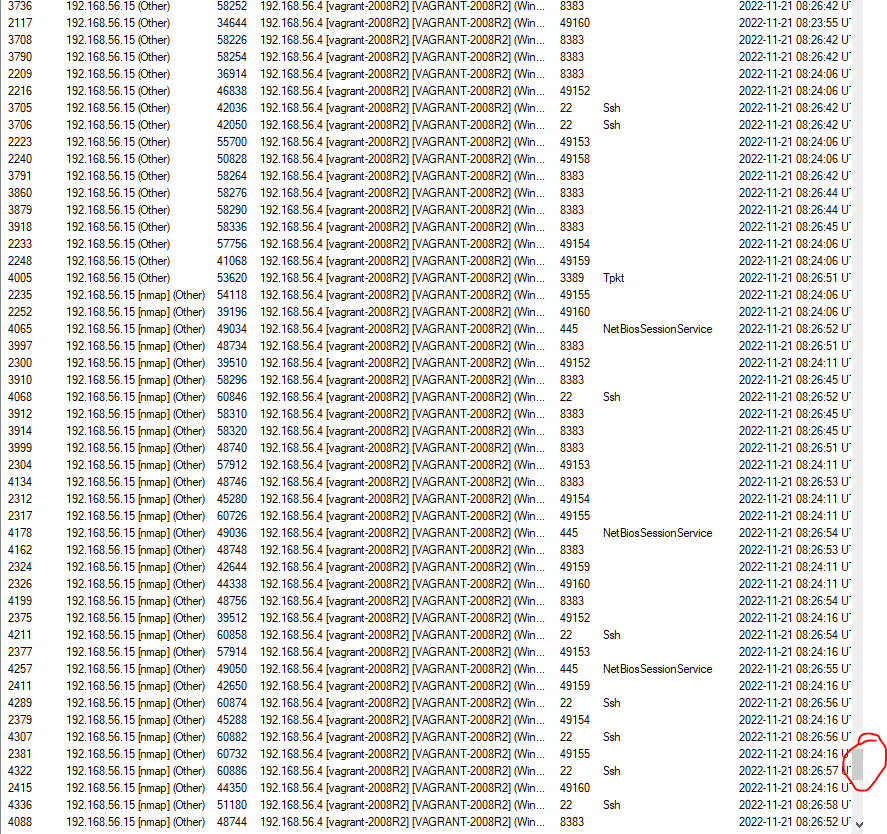 3736 192.168.56.15 (Other) 58252 192.168.56.4 [vagrant-2008R2] [VAGRANT-2008R2] (Win... 8383 2022-11-21 08:26:42 U
2117 192.168.56.15 (Other) 34644 192.168.56.4 [vagrant-2008R2] [VAGRANT-2008R2] (Win... 49160 2022-11-21 08:23:55 U
3708 192.168.56.15 (Other) 58226 192.168.56.4 [vagrant-2008R2] [VAGRANT-2008R2] (Win... 8383 2022-11-21 08:26:42 U
3790 192.168.56.15 (Other) 58254 192.168.56.4 [vagrant-2008R2] [VAGRANT-2008R2] (Win... 8383 2022-11-21 08:26:42 U
2209 192.168.56.15 (Other) 36914 192.168.56.4 [vagrant-2008R2] [VAGRANT-2008R2] (Win... 8383 2022-11-21 08:24:06 U
2216 192.168.56.15 (Other) 46838 192.168.56.4 [vagrant-2008R2] [VAGRANT-2008R2] (Win... 49152 2022-11-21 08:24:06 U
3705 192.168.56.15 (Other) 42036 192.168.56.4 [vagrant-2008R2] [VAGRANT-2008R2] (Win... 22 Ssh 2022-11-21 08:26:42 U
3706 192.168.56.15 (Other) 42050 192.168.56.4 [vagrant-2008R2] [VAGRANT-2008R2] (Win... 22 Ssh 2022-11-21 08:26:42 U
2223 192.168.56.15 (Other) 55700 192.168.56.4 [vagrant-2008R2] [VAGRANT-2008R2] (Win... 49153 2022-11-21 08:24:06 U
2240 192.168.56.15 (Other) 50828 192.168.56.4 [vagrant-2008R2] [VAGRANT-2008R2] (Win... 49158 2022-11-21 08:24:06 U
3791 192.168.56.15 (Other) 58264 192.168.56.4 [vagrant-2008R2] [VAGRANT-2008R2] (Win... 8383 2022-11-21 08:26:42 U
3860 192.168.56.15 (Other) 58276 192.168.56.4 [vagrant-2008R2] [VAGRANT-2008R2] (Win... 8383 2022-11-21 08:26:44 U
3879 192.168.56.15 (Other) 58290 192.168.56.4 [vagrant-2008R2] [VAGRANT-2008R2] (Win... 8383 2022-11-21 08:26:44 U
3918 192.168.56.15 (Other) 58336 192.168.56.4 [vagrant-2008R2] [VAGRANT-2008R2] (Win... 8383 2022-11-21 08:26:45 U
2233 192.168.56.15 (Other) 57756 192.168.56.4 [vagrant-2008R2] [VAGRANT-2008R2] (Win... 49154 2022-11-21 08:24:06 U
2248 192.168.56.15 (Other) 41068 192.168.56.4 [vagrant-2008R2] [VAGRANT-2008R2] (Win... 49159 2022-11-21 08:24:06 U
4005 192.168.56.15 (Other) 53620 192.168.56.4 [vagrant-2008R2] [VAGRANT-2008R2] (Win... 3389 Tpkt 2022-11-21 08:26:51 U
2235 192.168.56.15 [nmap] (Other) 54118 192.168.56.4 [vagrant-2008R2] [VAGRANT-2008R2] (Win... 49155 2022-11-21 08:24:06 U
2252 192.168.56.15 [nmap] (Other) 39196 192.168.56.4 [vagrant-2008R2] [VAGRANT-2008R2] (Win... 49160 2022-11-21 08:24:06 U
4065 192.168.56.15 [nmap] (Other) 49034 192.168.56.4 [vagrant-2008R2] [VAGRANT-2008R2] (Win... 445 NetBiosSessionService 2022-11-21 08:26:52 U
3997 192.168.56.15 [nmap] (Other) 48734 192.168.56.4 [vagrant-2008R2] [VAGRANT-2008R2] (Win... 8383 2022-11-21 08:26:51 U
2300 192.168.56.15 [nmap] (Other) 39510 192.168.56.4 [vagrant-2008R2] [VAGRANT-2008R2] (Win... 49152 2022-11-21 08:24:11 U
3910 192.168.56.15 [nmap] (Other) 58296 192.168.56.4 [vagrant-2008R2] [VAGRANT-2008R2] (Win... 8383 2022-11-21 08:26:45 U
4068 192.168.56.15 [nmap] (Other) 60846 192.168.56.4 [vagrant-2008R2] [VAGRANT-2008R2] (Win... 22 Ssh 2022-11-21 08:26:52 U
3912 192.168.56.15 [nmap] (Other) 58310 192.168.56.4 [vagrant-2008R2] [VAGRANT-2008R2] (Win... 8383 2022-11-21 08:26:45 U
3914 192.168.56.15 [nmap] (Other) 58320 192.168.56.4 [vagrant-2008R2] [VAGRANT-2008R2] (Win... 8383 2022-11-21 08:26:45 U
3999 192.168.56.15 [nmap] (Other) 48740 192.168.56.4 [vagrant-2008R2] [VAGRANT-2008R2] (Win... 8383 2022-11-21 08:26:51 U
2304 192.168.56.15 [nmap] (Other) 57912 192.168.56.4 [vagrant-2008R2] [VAGRANT-2008R2] (Win... 49153 2022-11-21 08:24:11 U
4134 192.168.56.15 [nmap] (Other) 48746 192.168.56.4 [vagrant-2008R2] [VAGRANT-2008R2] (Win... 8383 2022-11-21 08:26:53 U
2312 192.168.56.15 [nmap] (Other) 45280 192.168.56.4 [vagrant-2008R2] [VAGRANT-2008R2] (Win... 49154 2022-11-21 08:24:11 U
2317 192.168.56.15 [nmap] (Other) 60726 192.168.56.4 [vagrant-2008R2] [VAGRANT-2008R2] (Win... 49155 2022-11-21 08:24:11 U
4178 192.168.56.15 [nmap] (Other) 49036 192.168.56.4 [vagrant-2008R2] [VAGRANT-2008R2] (Win... 445 NetBiosSessionService 2022-11-21 08:26:54 U
4162 192.168.56.15 [nmap] (Other) 48748 192.168.56.4 [vagrant-2008R2] [VAGRANT-2008R2] (Win... 8383 2022-11-21 08:26:53 U
2324 192.168.56.15 [nmap] (Other) 42644 192.168.56.4 [vagrant-2008R2] [VAGRANT-2008R2] (Win... 49159 2022-11-21 08:24:11 U
2326 192.168.56.15 [nmap] (Other) 44338 192.168.56.4 [vagrant-2008R2] [VAGRANT-2008R2] (Win... 49160 2022-11-21 08:24:11 U
4199 192.168.56.15 [nmap] (Other) 48756 192.168.56.4 [vagrant-2008R2] [VAGRANT-2008R2] (Win... 8383 2022-11-21 08:26:54 U
2375 192.168.56.15 [nmap] (Other) 39512 192.168.56.4 [vagrant-2008R2] [VAGRANT-2008R2] (Win... 49152 2022-11-21 08:24:16 U
4211 192.168.56.15 [nmap] (Other) 60858 192.168.56.4 [vagrant-2008R2] [VAGRANT-2008R2] (Win... 22 Ssh 2022-11-21 08:26:54 U
2377 192.168.56.15 [nmap] (Other) 57914 192.168.56.4 [vagrant-2008R2] [VAGRANT-2008R2] (Win... 49153 2022-11-21 08:24:16 U
4257 192.168.56.15 [nmap] (Other) 49050 192.168.56.4 [vagrant-2008R2] [VAGRANT-2008R2] (Win... 445 NetBiosSessionService 2022-11-21 08:26:55 U
2411 192.168.56.15 [nmap] (Other) 42650 192.168.56.4 [vagrant-2008R2] [VAGRANT-2008R2] (Win... 49159 2022-11-21 08:24:16 U
4289 192.168.56.15 [nmap] (Other) 60874 192.168.56.4 [vagrant-2008R2] [VAGRANT-2008R2] (Win... 22 Ssh 2022-11-21 08:26:56 U
2379 192.168.56.15 [nmap] (Other) 45288 192.168.56.4 [vagrant-2008R2] [VAGRANT-2008R2] (Win... 49154 2022-11-21 08:24:16 U
4307 192.168.56.15 [nmap] (Other) 60882 192.168.56.4 [vagrant-2008R2] [VAGRANT-2008R2] (Win... 22 Ssh 2022-11-21 08:26:56 U
2381 192.168.56.15 [nmap] (Other) 60732 192.168.56.4 [vagrant-2008R2] [VAGRANT-2008R2] (Win... 49155 2022-11-21 08:24:16 U
4322 192.168.56.15 [nmap] (Other) 60886 192.168.56.4 [vagrant-2008R2] [VAGRANT-2008R2] (Win... 22 Ssh 2022-11-21 08:26:57 U
2415 192.168.56.15 [nmap] (Other) 44350 192.168.56.4 [vagrant-2008R2] [VAGRANT-2008R2] (Win... 49160 2022-11-21 08:24:16 U
4336 192.168.56.15 [nmap] (Other) 51180 192.168.56.4 [vagrant-2008R2] [VAGRANT-2008R2] (Win... 22 Ssh 2022-11-21 08:26:58 U
4088 192.168.56.15 [nmap] (Other) 48744 192.168.56.4 [vagrant-2008R2] [VAGRANT-2008R2] (Win... 8383 2022-11-21 08:26:52 U